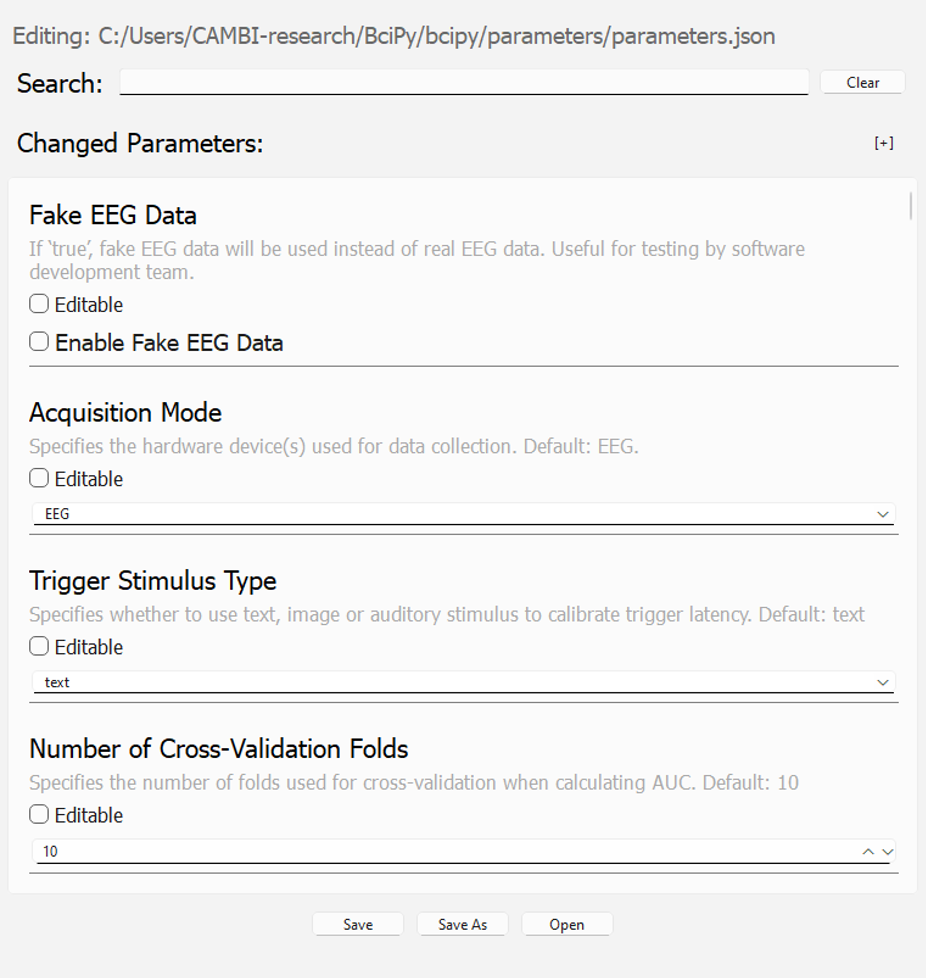 Editing: C:/Users/CAMBI-research/BciPy/bcipy/parameters/parameters.json
Search:
Clear
Changed Parameters:
[+]
Fake EEG Data
If ‘true’, fake EEG data will be used instead of real EEG data. Useful for testing by software
development team.
Editable
Enable Fake EEG Data
Acquisition Mode
Specifies the hardware device(s) used for data collection. Default: EEG.
Editable
EEG
Trigger Stimulus Type
Specifies whether to use text, image or auditory stimulus to calibrate trigger latency. Default: text
Editable
text
Number of Cross-Validation Folds
Specifies the number of folds used for cross-validation when calculating AUC. Default: 10
Editable
10
Save
Save As
Open